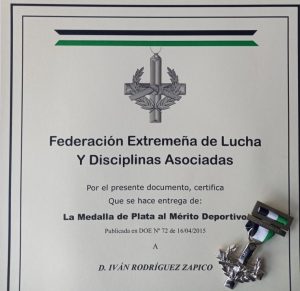 Federación Extremeña de Lucha
Y Disciplinas Asociadas
Por el presente documento, certifica
Que se hace entrega de:
La Medalla de Plata al Mérito Deportivo
Publicada en DOE Nº 72 de 16/04/2015
A
D. IVÁN RODRÍGUEZ ZAPICO